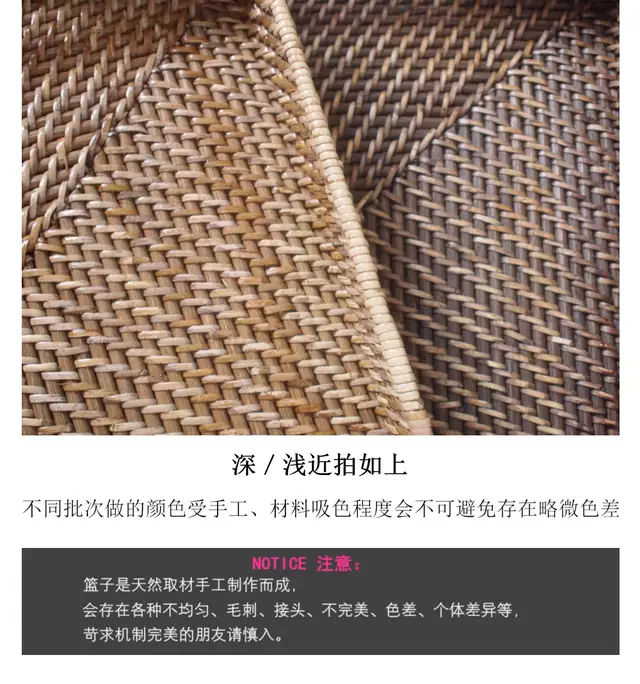 深 / 浅近拍如上
不同批次做的颜色受手工、材料吸色程度会不可避免存在略微色差
NOTICE 注意:
篮子是天然取材手工制作而成,
会存在各种不均匀、毛刺、接头、不完美、色差、个体差异等,
苛求机制完美的朋友请慎入。